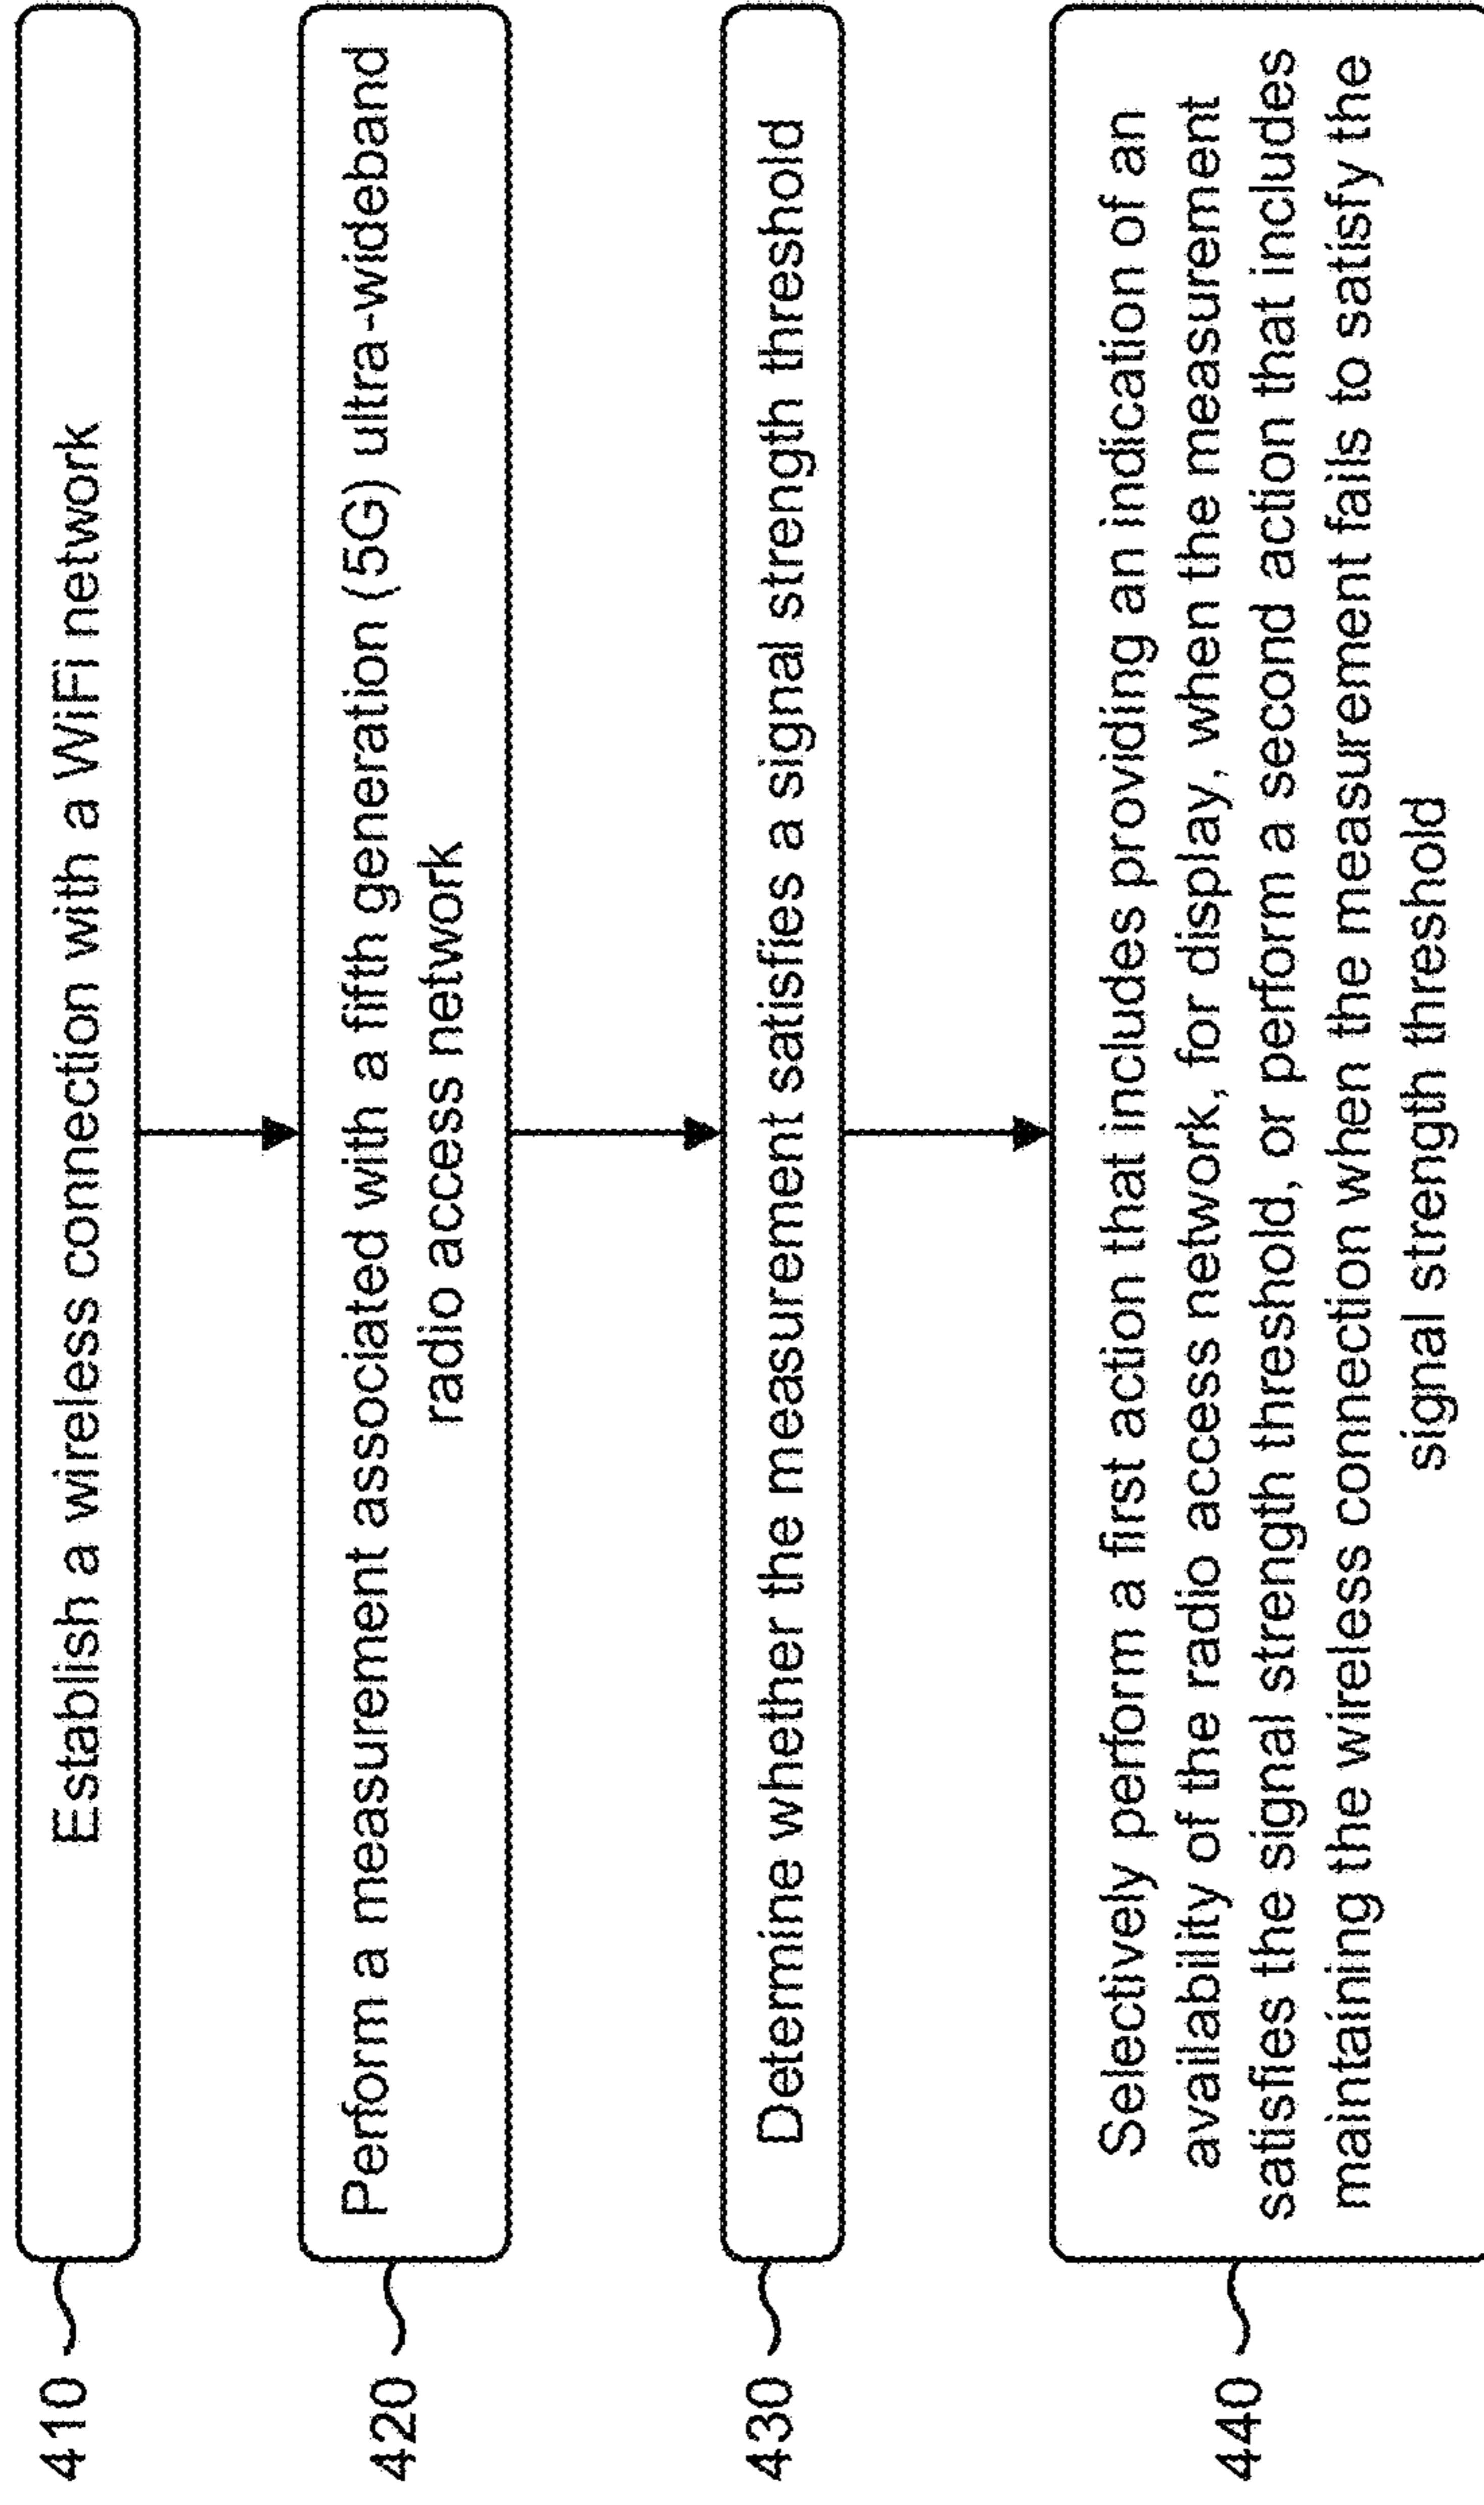 410
Establish a wireless connection with a WiFi network
420
Perform a measurement associated with a fifth generation (5G) ultra-wideband
radio access network
430
Determine whether the measurement satisfies a signal strength threshold
440
Selectively perform a first action that includes providing an indication of an
availability of the radio access network, for display, when the measurement
satisfies the signal strength threshold, or perform a second action that includes
maintaining the wireless connection when the measurement fails to satisfy the
signal strength threshold